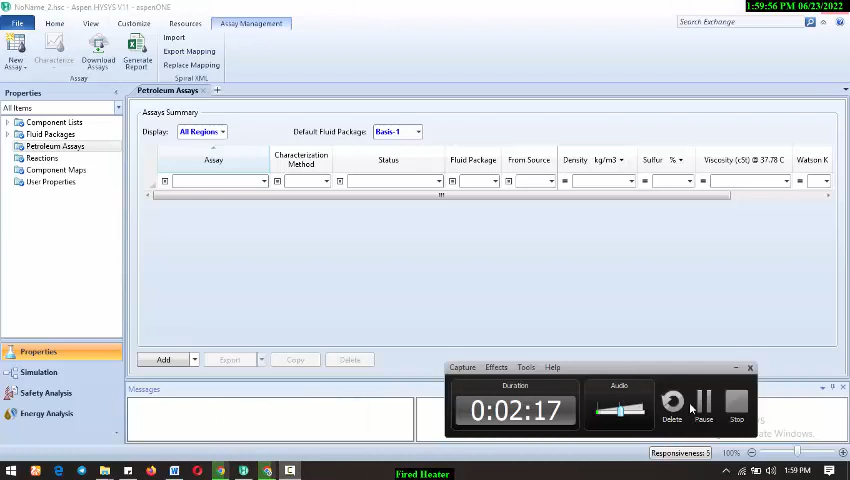 NoName_2.hsc - Aspen HYSYS V11 - aspenONE
1:59:56 PM 06/23/2022
File Home View Customize Resources Assay Management
Search Exchange
New Assay
Characterize
Download Assays
Generate Report
Import
Export Mapping
Replace Mapping
Assay
Spiral XML
Properties
All Items
Component Lists
Fluid Packages
Petroleum Assays
Reactions
Component Maps
User Properties
Properties
Simulation
Safety Analysis
Energy Analysis
Petroleum Assays
Assays Summary
Display: All Regions
Default Fluid Package: Basis-1
Assay
Characterization Method
Status
Fluid Package
From Source
Density kg/m3
Sulfur %
Viscosity (cSt) @ 37.78 C
Watson K
= = = =
Add Export Copy Delete
Messages
Capture Effects Tools Help
Duration
0:02:17
Audio
Delete Pause Stop
Responsiveness: 5
100%
Fired Heater
1:59 PM